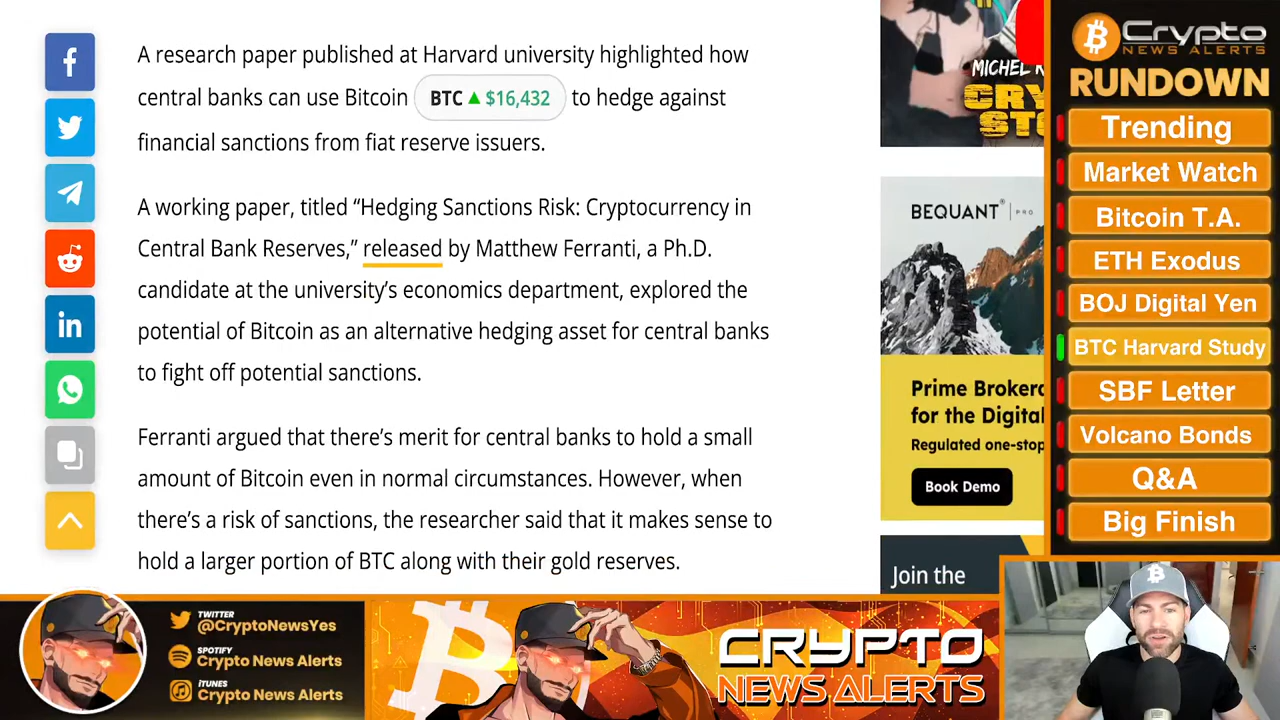 A research paper published at Harvard university highlighted how
central banks can use Bitcoin BTC ▲ $16,432 to hedge against
financial sanctions from fiat reserve issuers.
A working paper, titled “Hedging Sanctions Risk: Cryptocurrency in
Central Bank Reserves,” released by Matthew Ferranti, a Ph.D.
candidate at the university’s economics department, explored the
potential of Bitcoin as an alternative hedging asset for central banks
to fight off potential sanctions.
Ferranti argued that there’s merit for central banks to hold a small
amount of Bitcoin even in normal circumstances. However, when
there’s a risk of sanctions, the researcher said that it makes sense to
hold a larger portion of BTC along with their gold reserves.
MICHEL
BEQUANT PRO
Prime Broker
for the Digital
Regulated one-stop
Book Demo
Join the
Crypto
NEWS ALERTS
RUNDOWN
Trending
Market Watch
Bitcoin T.A.
ETH Exodus
BOJ Digital Yen
BTC Harvard Study
SBF Letter
Volcano Bonds
Q&A
Big Finish
TWITTER
@CryptoNewsYes
SPOTIFY
Crypto News Alerts
iTUNES
Crypto News Alerts
CRYPTO
NEWS ALERTS